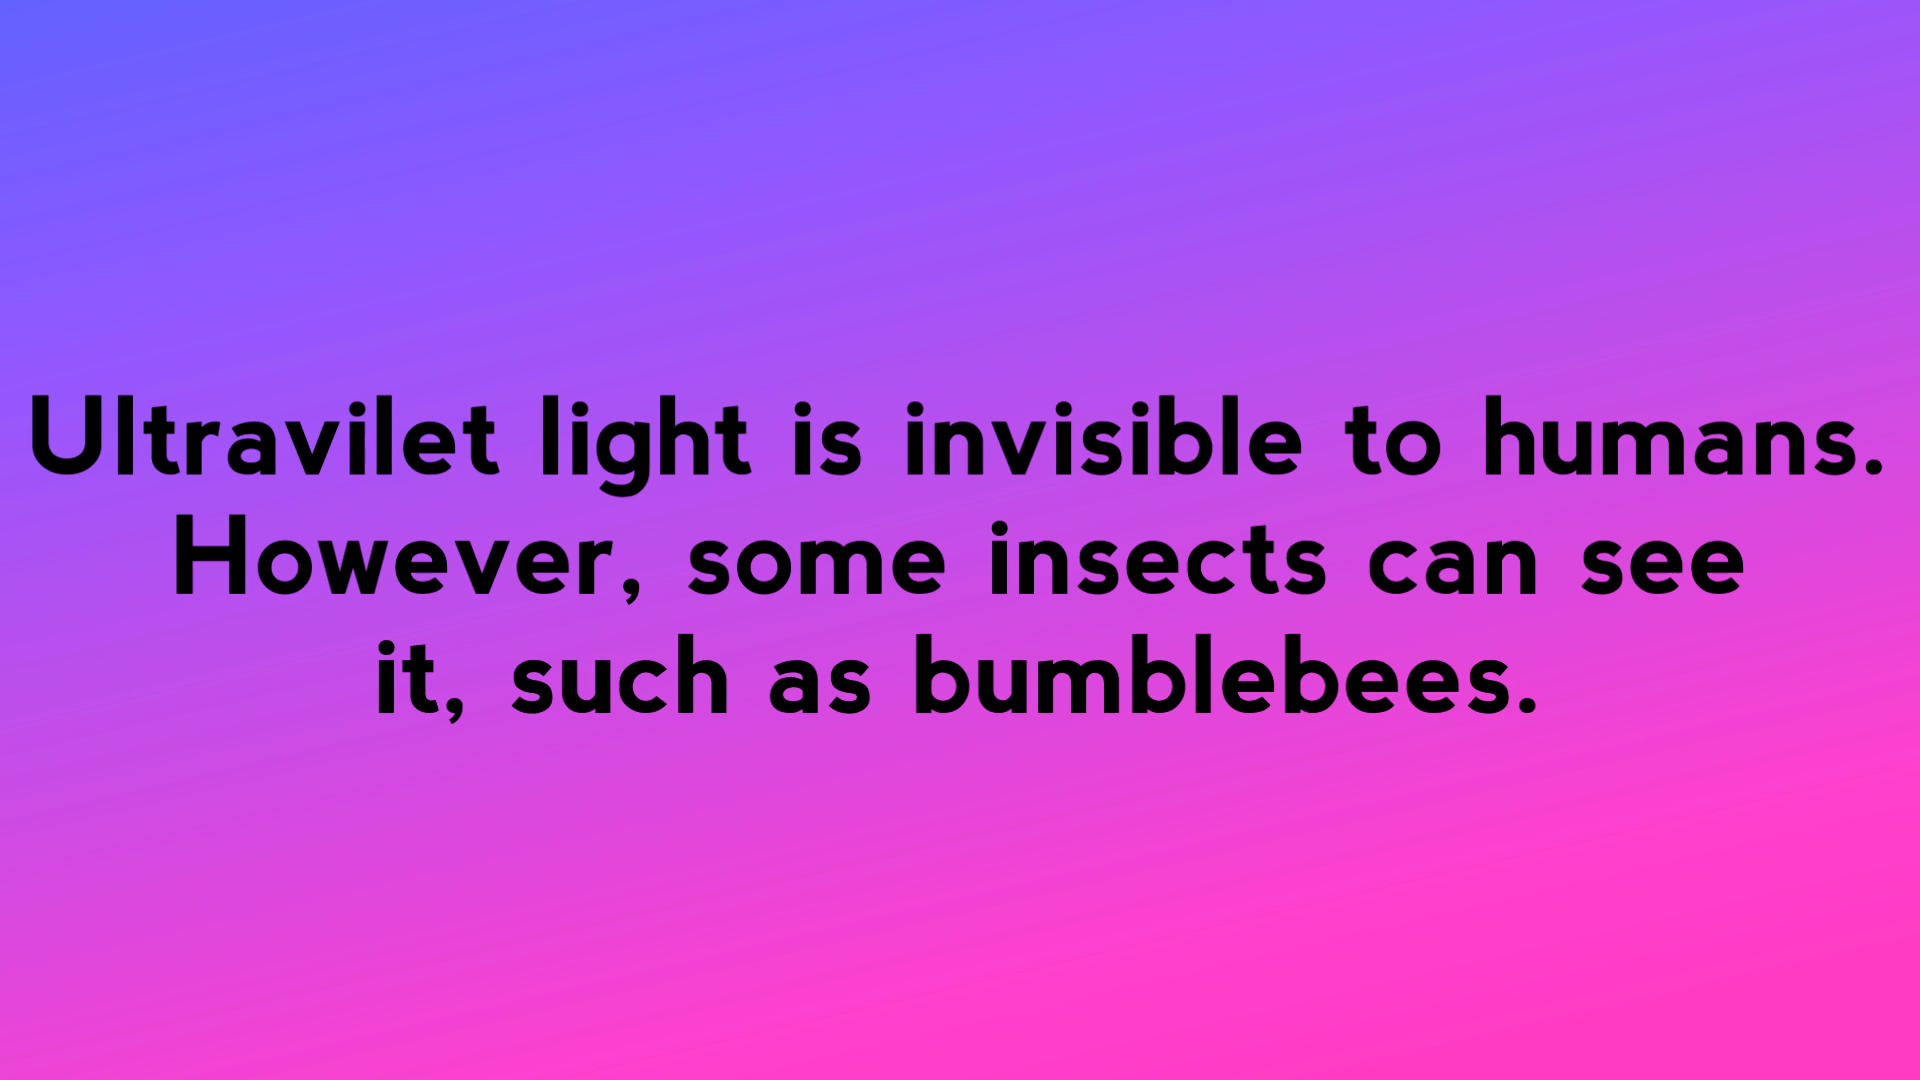 Ultravilet light is invisible to humans.
However, some insects can see
it, such as bumblebees.